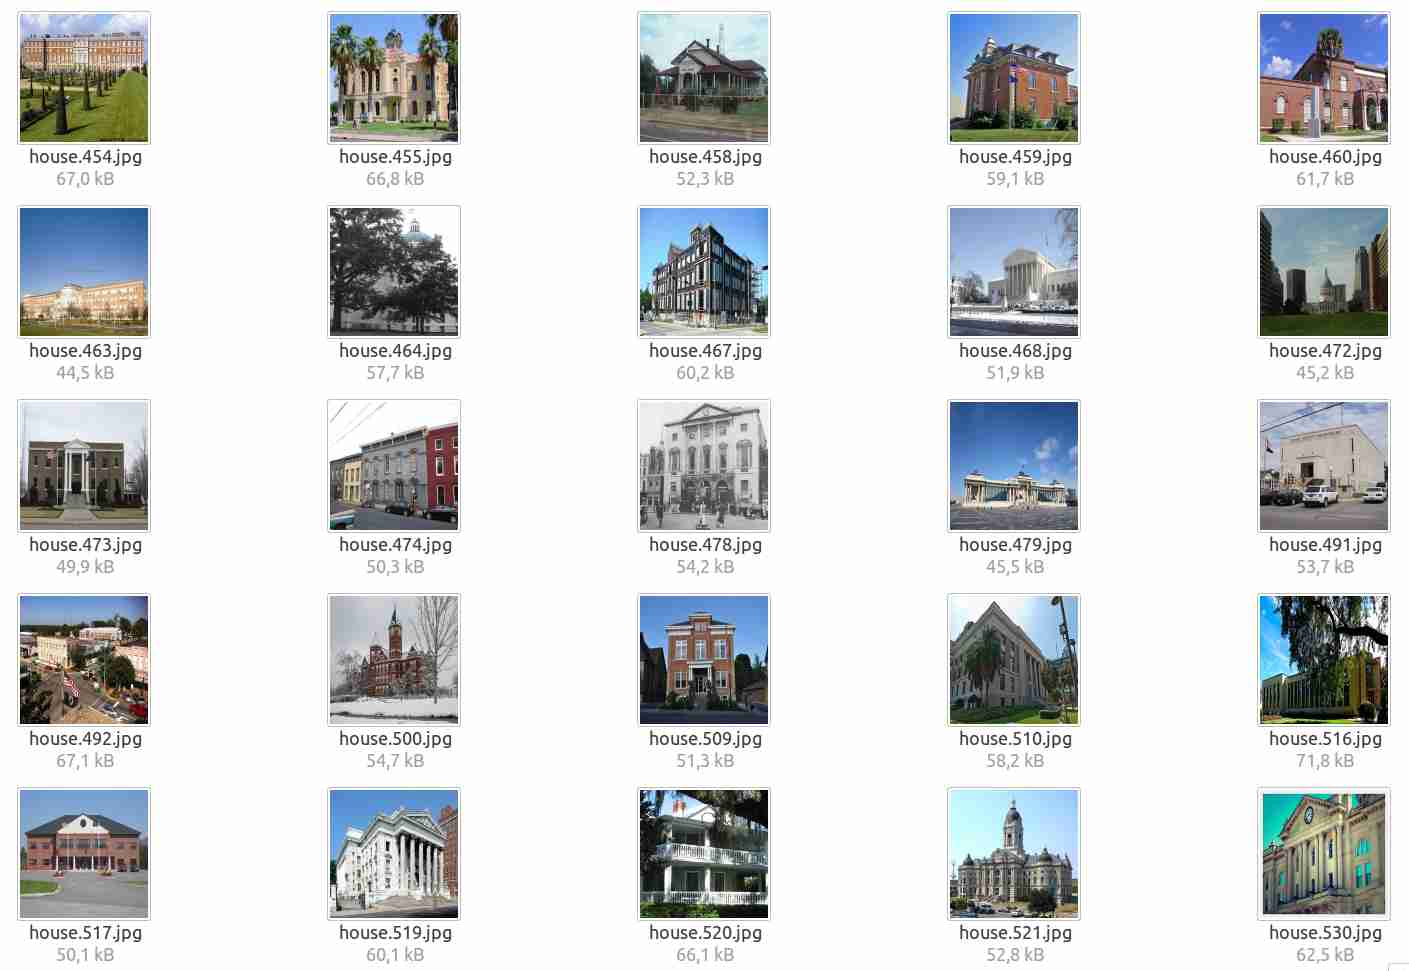 house.454.jpg house.455.jpg house.458.jpg house.459.jpg house.460.jpg
67,0 kB 66,8 kB 52,3 kB 59,1 kB 61,7 kB
house.463.jpg house.464.jpg house.467.jpg house.468.jpg house.472.jpg
44,5 kB 57,7 kB 60,2 kB 51,9 kB 45,2 kB
house.473.jpg house.474.jpg house.478.jpg house.479.jpg house.491.jpg
49,9 kB 50,3 kB 54,2 kB 45,5 kB 53,7 kB
house.492.jpg house.500.jpg house.509.jpg house.510.jpg house.516.jpg
67,1 kB 54,7 kB 51,3 kB 58,2 kB 71,8 kB
house.517.jpg house.519.jpg house.520.jpg house.521.jpg house.530.jpg
50,1 kB 60,1 kB 66,1 kB 52,8 kB 62,5 kB